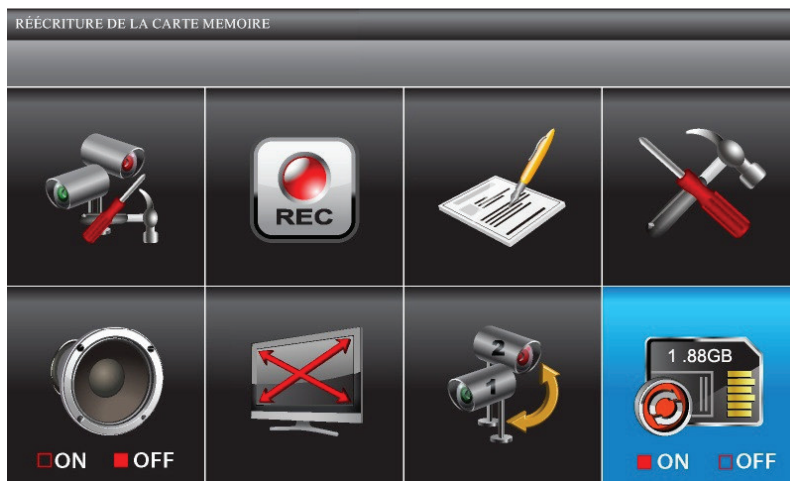 RÉÉCRITURE DE LA CARTE MEMOIRE
REC
2
1
1 .88GB
ON OFF
ON OFF